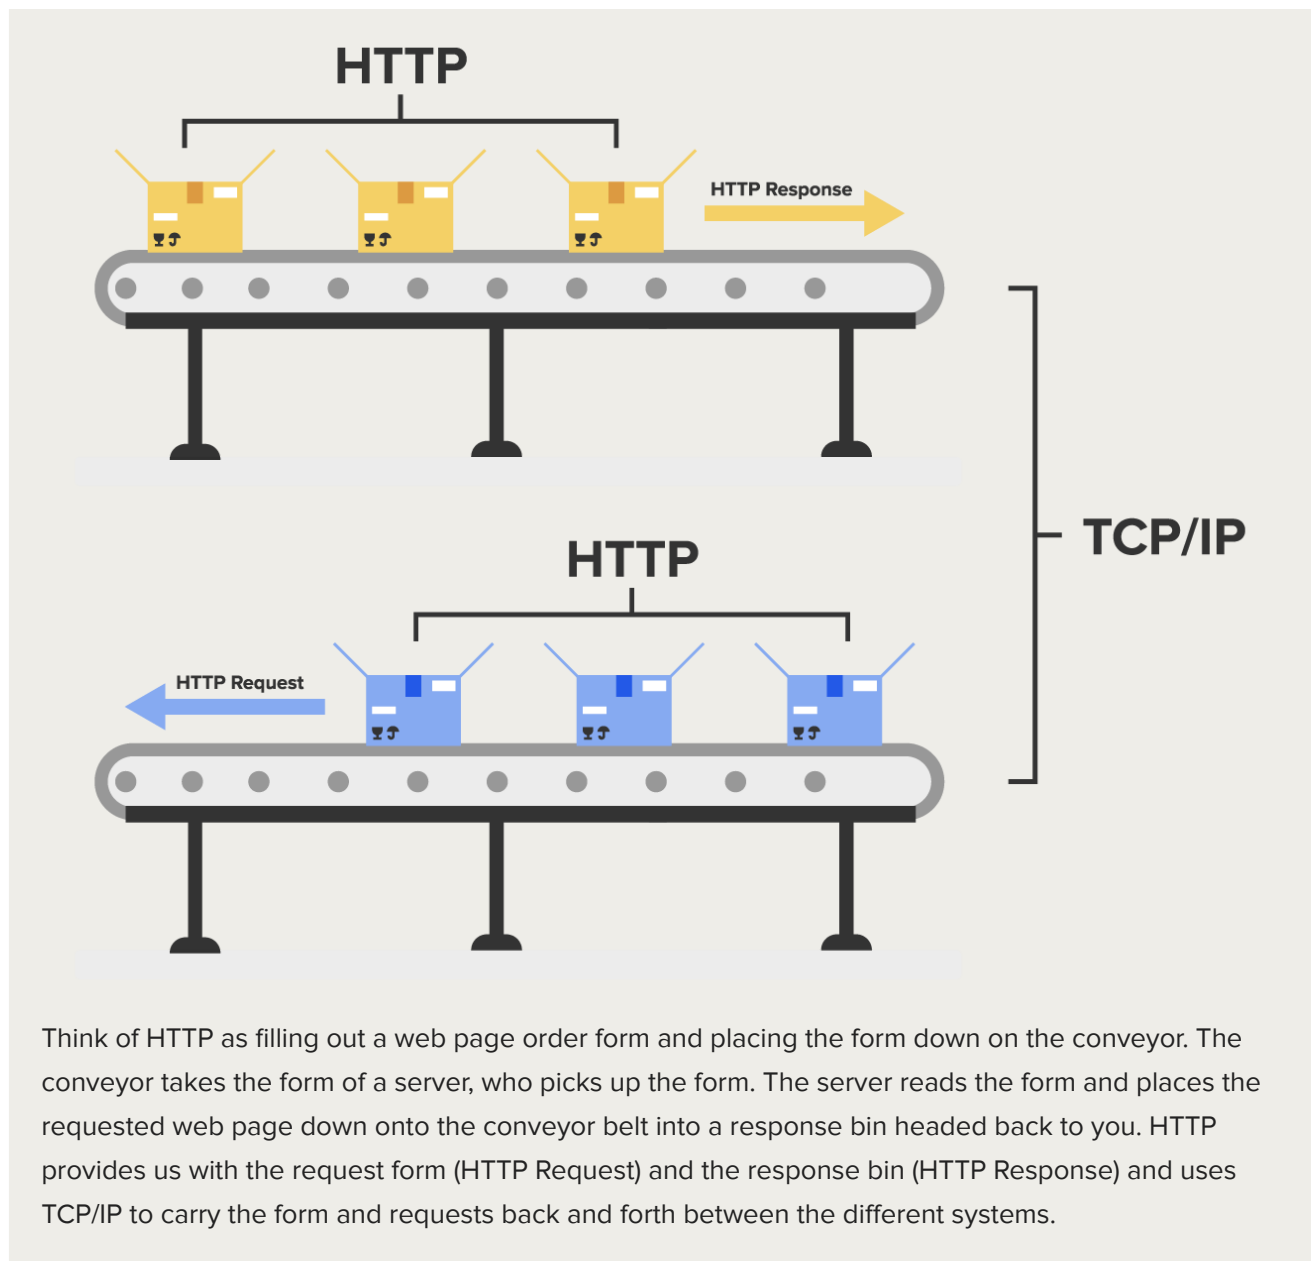 HTTP
HTTP Response
TCP/IP
HTTP
HTTP Request
Think of HTTP as filling out a web page order form and placing the form down on the conveyor. The
conveyor takes the form of a server, who picks up the form. The server reads the form and places the
requested web page down onto the conveyor belt into a response bin headed back to you. HTTP
provides us with the request form (HTTP Request) and the response bin (HTTP Response) and uses
TCP/IP to carry the form and requests back and forth between the different systems.